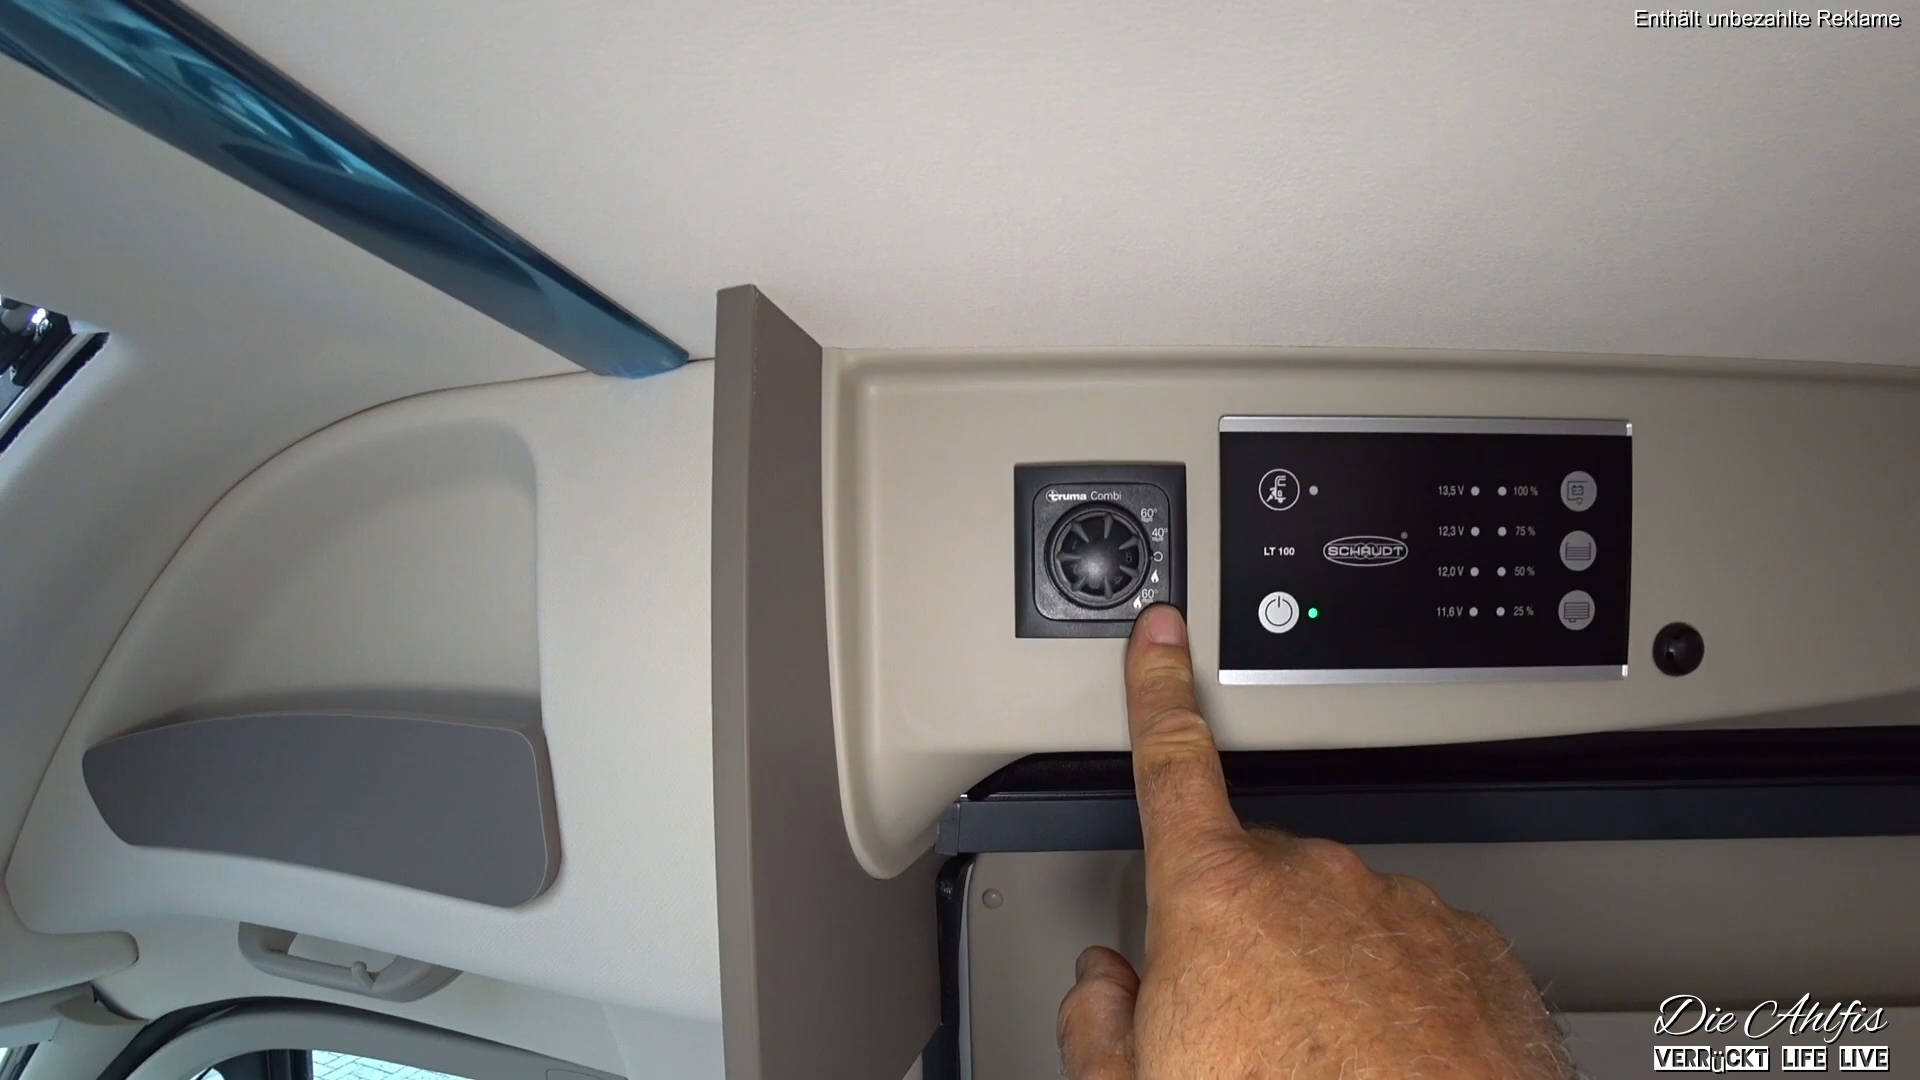 Enthält unbezahlte Reklame
truma Combi
60°
40°
60°
13,5 V 100 %
12,3 V 75 %
LT 100 SCHAUDT ®
12,0 V 50 %
11,6 V 25 %
Die Ahlfis
VERRÜCKT LIFE LIVE